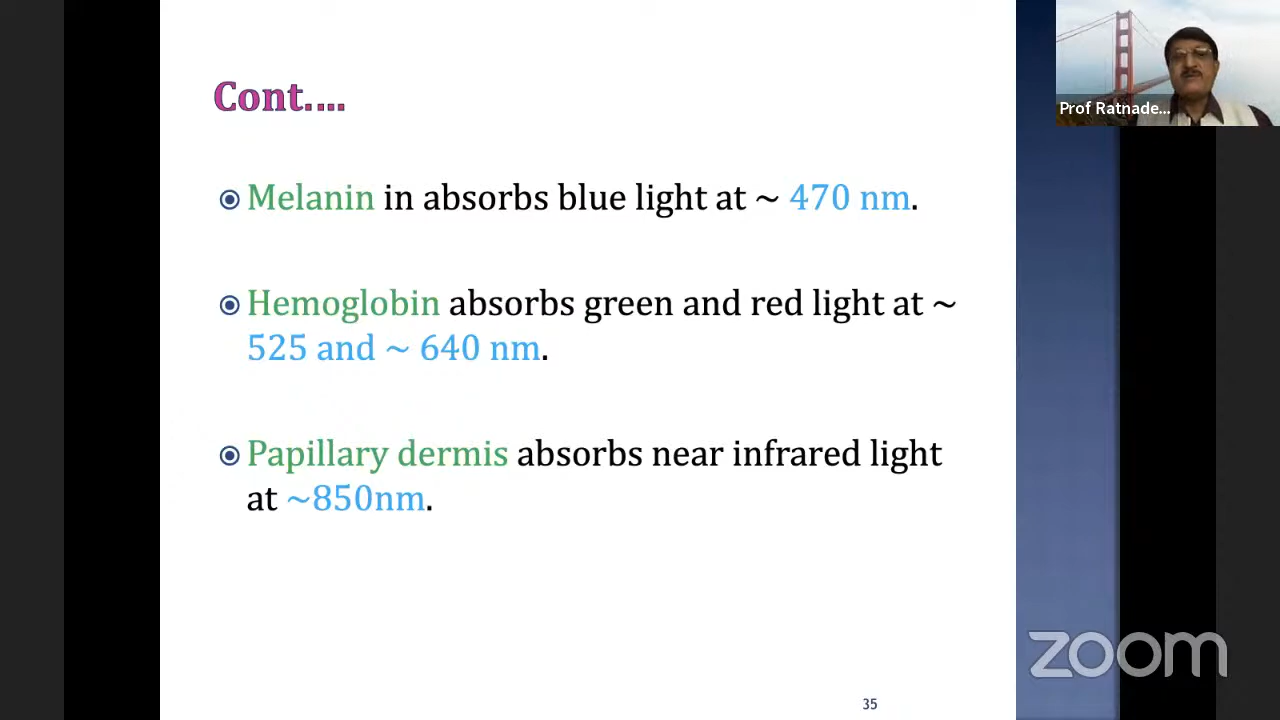 Cont.…
Prof Ratnade...
Melanin in absorbs blue light at ~ 470 nm.
Hemoglobin absorbs green and red light at ~
525 and ~ 640 nm.
Papillary dermis absorbs near infrared light
at ~850nm.
zoom
35